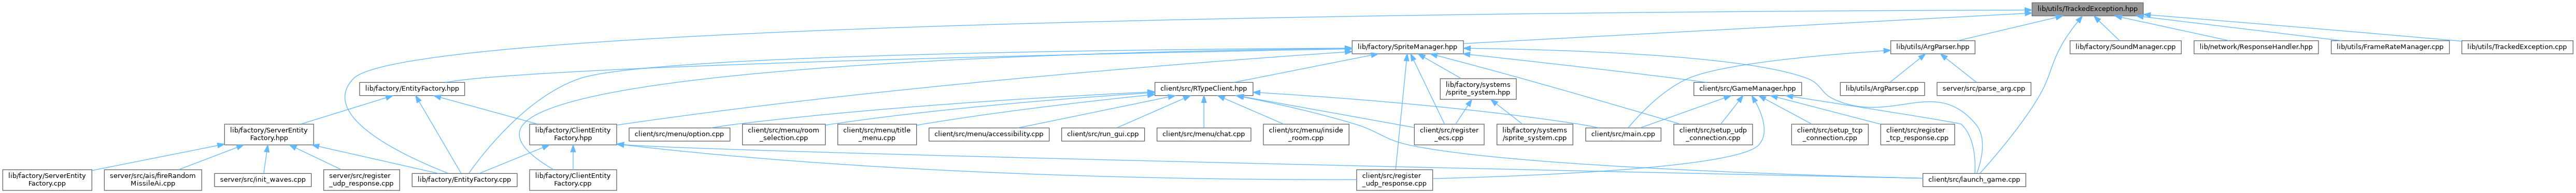 lib/utils/TrackedException.hpp
lib/factory/SpriteManager.hpp
lib/utils/ArgParser.hpp
lib/factory/SoundManager.cpp
lib/network/ResponseHandler.hpp
lib/utils/FrameRateManager.cpp
lib/utils/TrackedException.cpp
lib/factory/EntityFactory.hpp
client/src/RTypeClient.hpp
lib/factory/systems
/sprite_system.hpp
client/src/GameManager.hpp
lib/utils/ArgParser.cpp
server/src/parse_arg.cpp
lib/factory/ServerEntity
Factory.hpp
lib/factory/ClientEntity
Factory.hpp
client/src/menu/option.cpp
client/src/menu/room
_selection.cpp
client/src/menu/title
_menu.cpp
client/src/menu/accessibility.cpp
client/src/run_gui.cpp
client/src/menu/chat.cpp
client/src/menu/inside
_room.cpp
client/src/register
_ecs.cpp
lib/factory/systems
/sprite_system.cpp
client/src/main.cpp
client/src/setup_udp
_connection.cpp
client/src/setup_tcp
_connection.cpp
client/src/register
_tcp_response.cpp
lib/factory/ServerEntity
Factory.cpp
server/src/ais/fireRandom
MissileAi.cpp
server/src/init_waves.cpp
server/src/register
_udp_response.cpp
lib/factory/EntityFactory.cpp
lib/factory/ClientEntity
Factory.cpp
client/src/register
_udp_response.cpp
client/src/launch_game.cpp